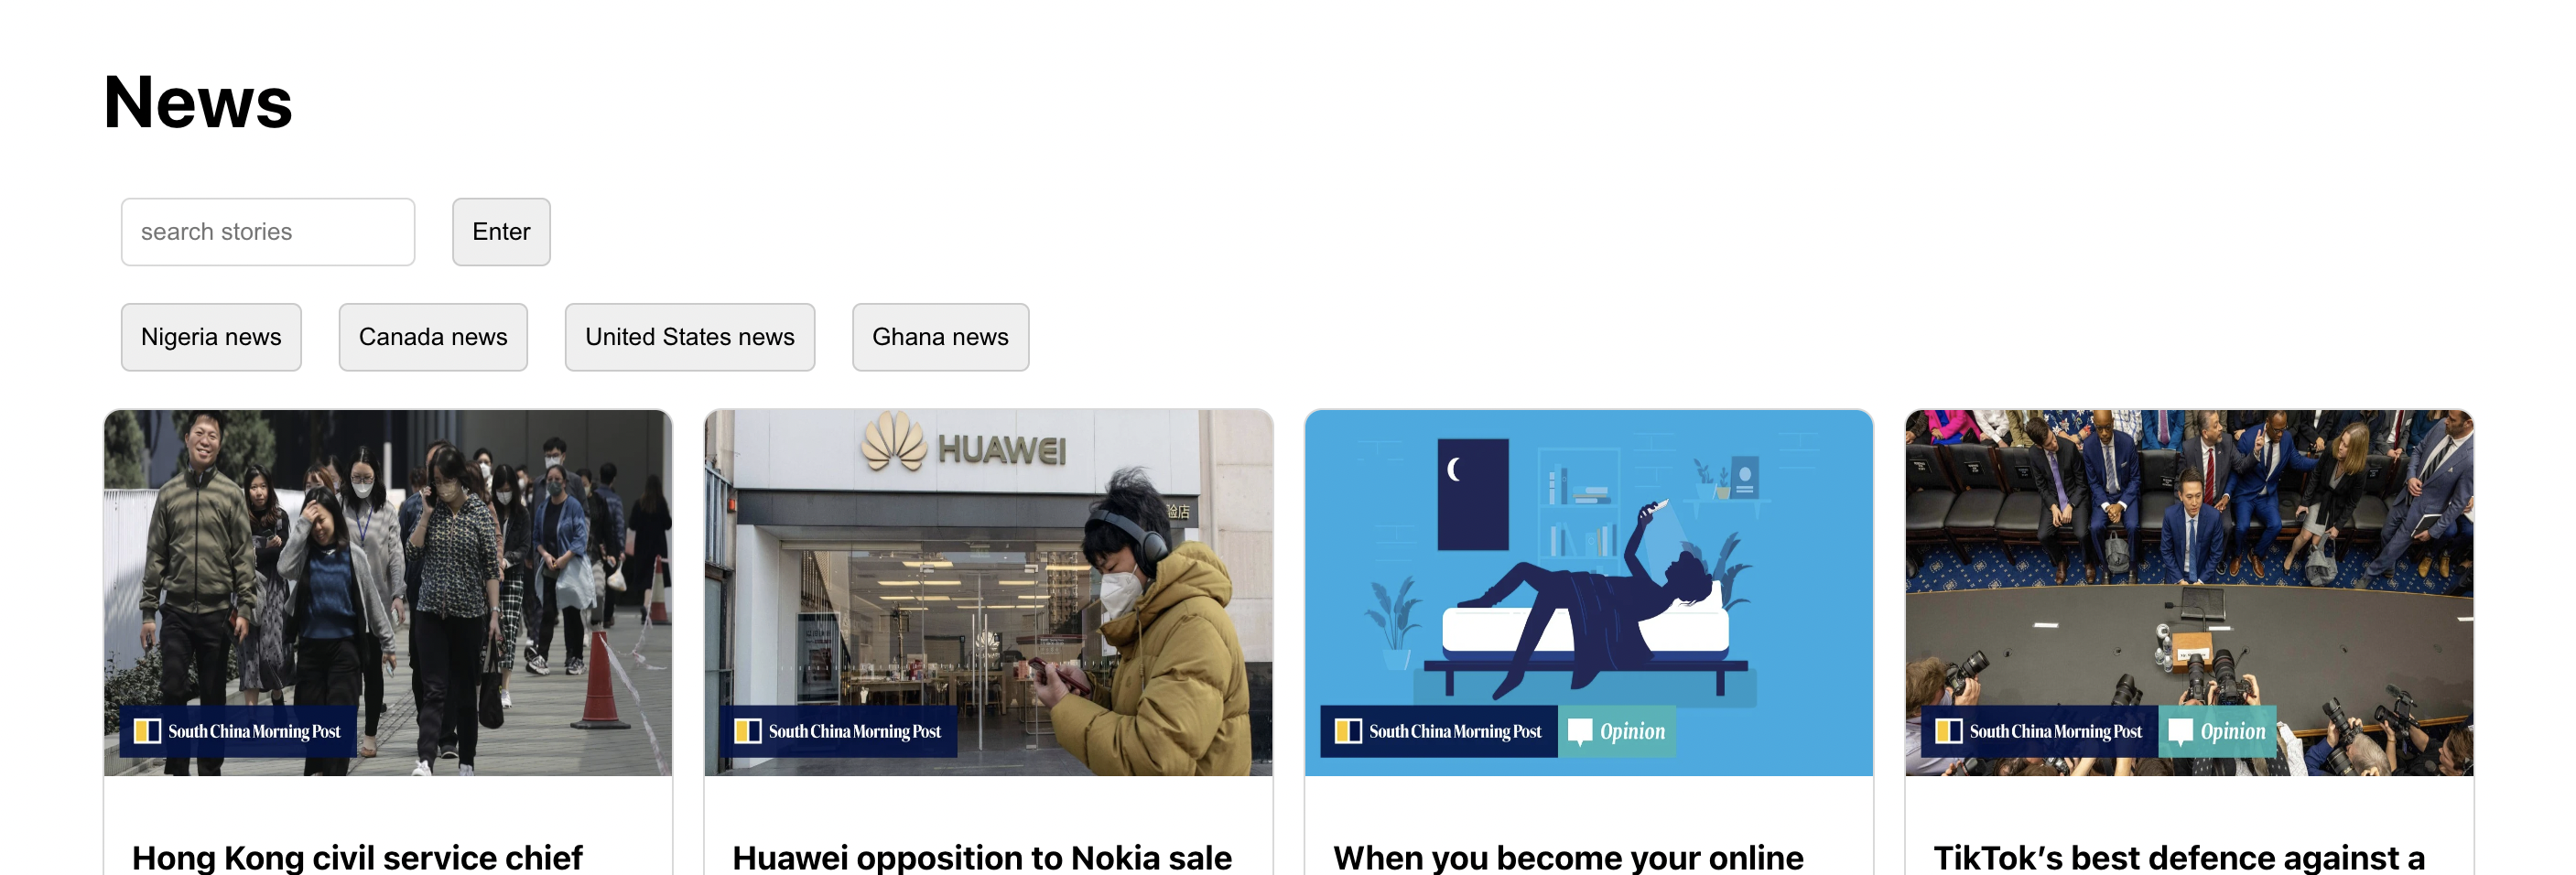 News
search stories
Enter
Nigeria news
Canada news
United States news
Ghana news
HUAWEI
验店
South China Morning Post
South China Morning Post
South China Morning Post
Opinion
South China Morning Post
Opinion
Hong Kong civil service chief
Huawei opposition to Nokia sale
When you become your online
TikTok’s best defence against a